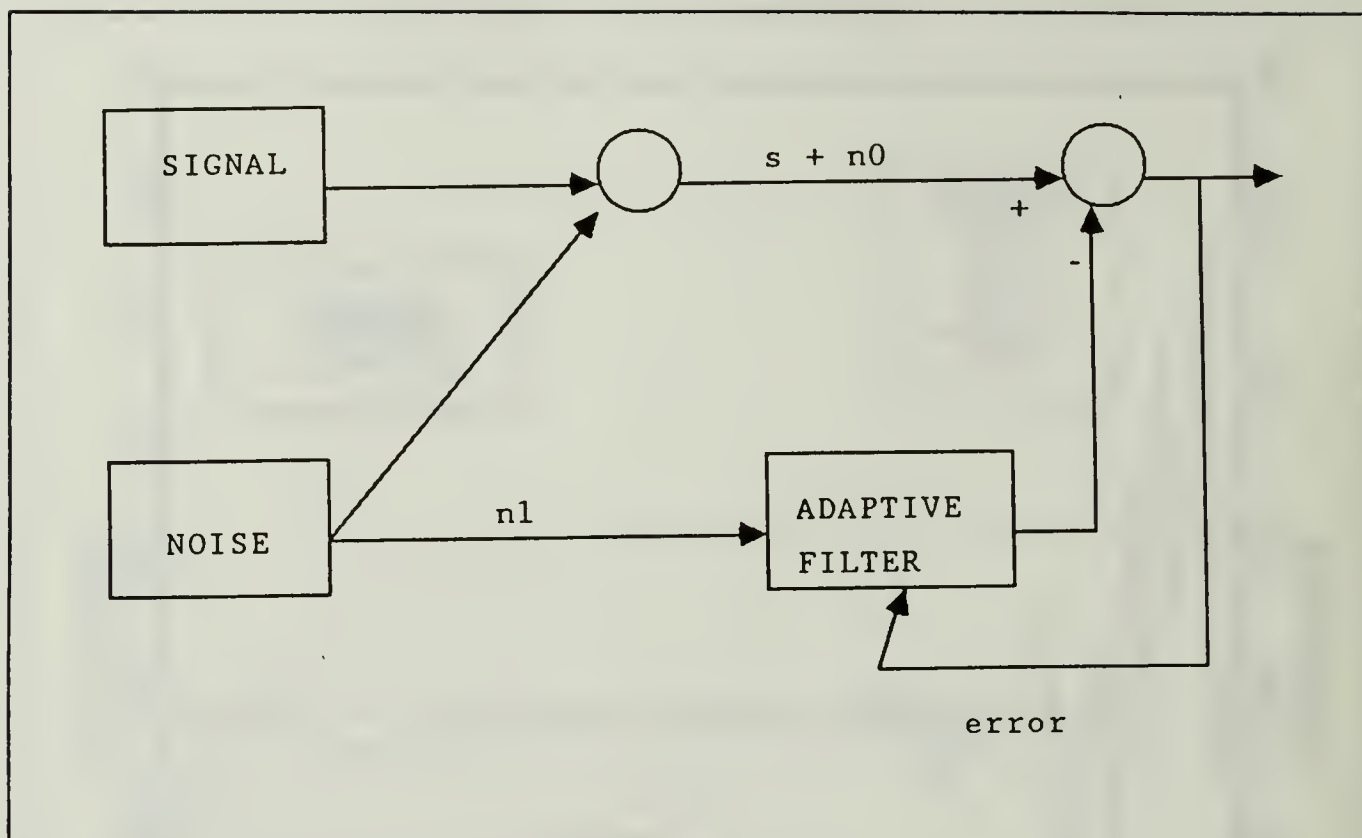 SIGNAL
s + n0
+
-
NOISE
n1
ADAPTIVE
FILTER
error